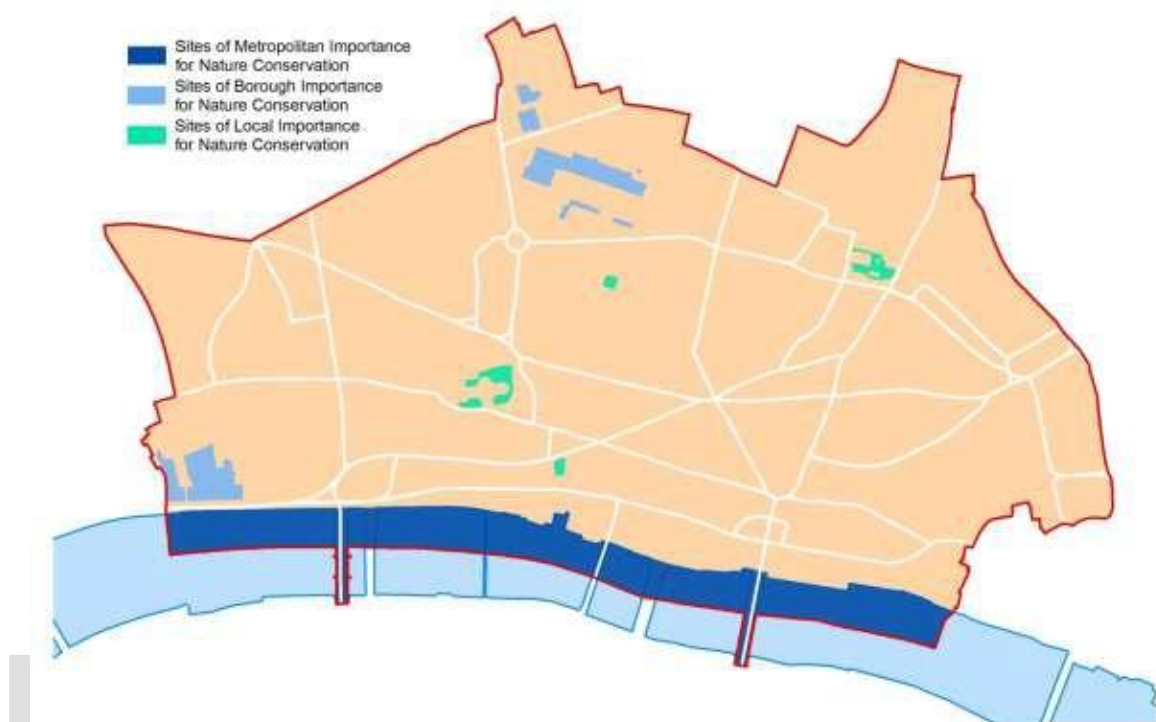 Sites of Metropolitan Importance
for Nature Conservation
Sites of Borough Importance
for Nature Conservation
Sites of Local Importance
for Nature Conservation